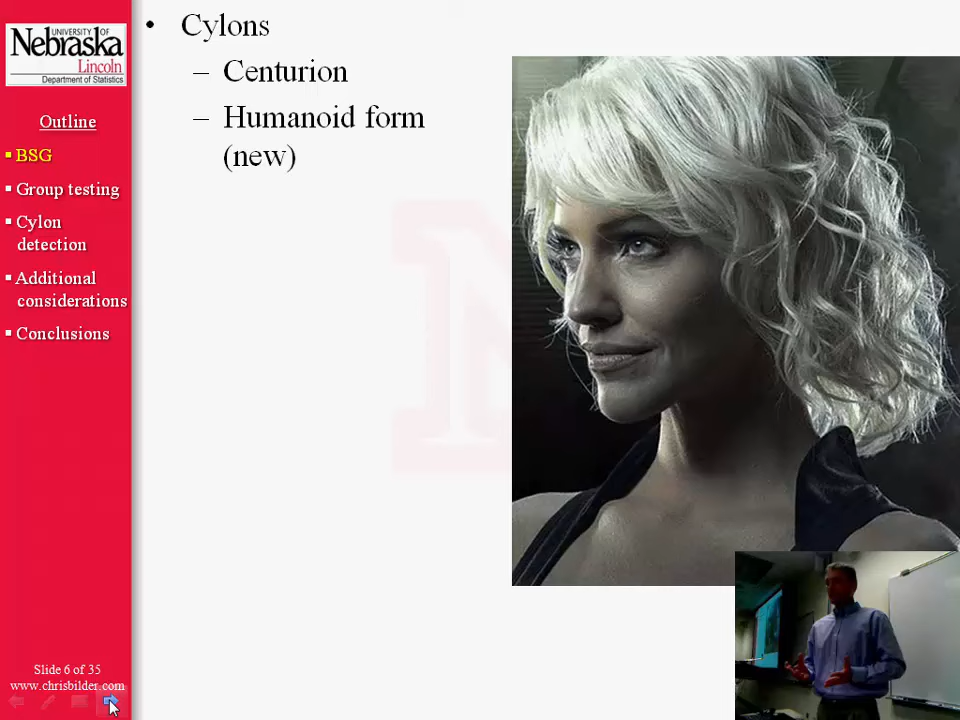 UNIVERSITY OF
Nebraska
Lincoln
Department of Statistics
Outline
▪ BSG
▪ Group testing
▪ Cylon
detection
▪ Additional
considerations
▪ Conclusions
Slide 6 of 35
www.chrisbilder.com
• Cylons
– Centurion
– Humanoid form
(new)
N